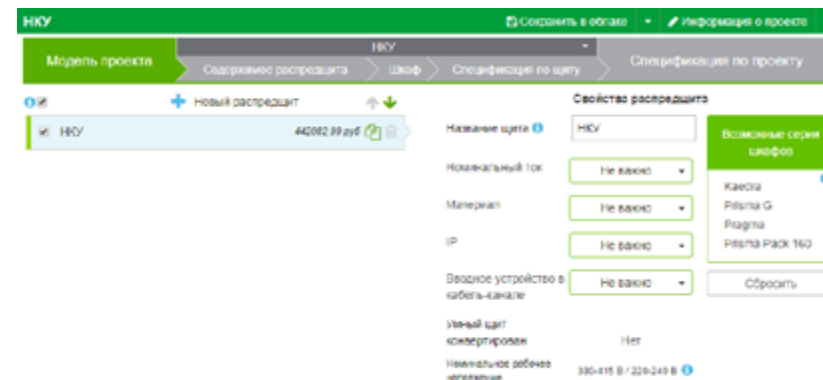 НКУ
Сохранить в облаке
Информация о проекте
Модель проекта
НКУ
Содержимое распредщита
Шкаф
Спецификация по щиту
Спецификация по проекту
Новый распредщит
Свойства распредщита
НКУ
442082.99 руб
Название щита
НКУ
Возможные серии
шкафов
Номинальный ток
Не важно
Kaedra
Материал
Не важно
Prisma G
Pragma
IP
Не важно
Prisma Pack 160
Вводное устройство в
кабель-канале
Не важно
Сбросить
Умный щит
конвертирован
Нет
Номинальное рабочее
напряжение
380-415 В / 220-240 В